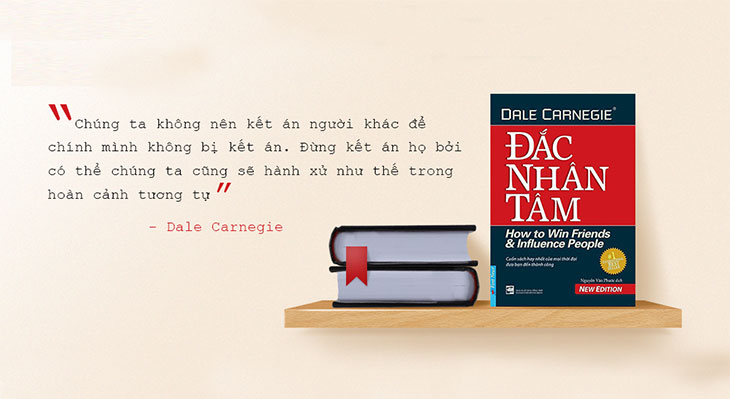 "Chúng ta không nên kết án người khác để
chính mình không bị kết án. Đừng kết án họ bởi
có thể chúng ta cũng sẽ hành xử như thế trong
hoàn cảnh tương tự"
- Dale Carnegie
DALE CARNEGIE®
ĐẮC
NHÂN
TÂM
How to Win Friends
& Influence People
Cuốn sách hay nhất của mọi thời đại
đưa bạn đến thành công
Nguyễn Văn Phước dịch
NEW EDITION